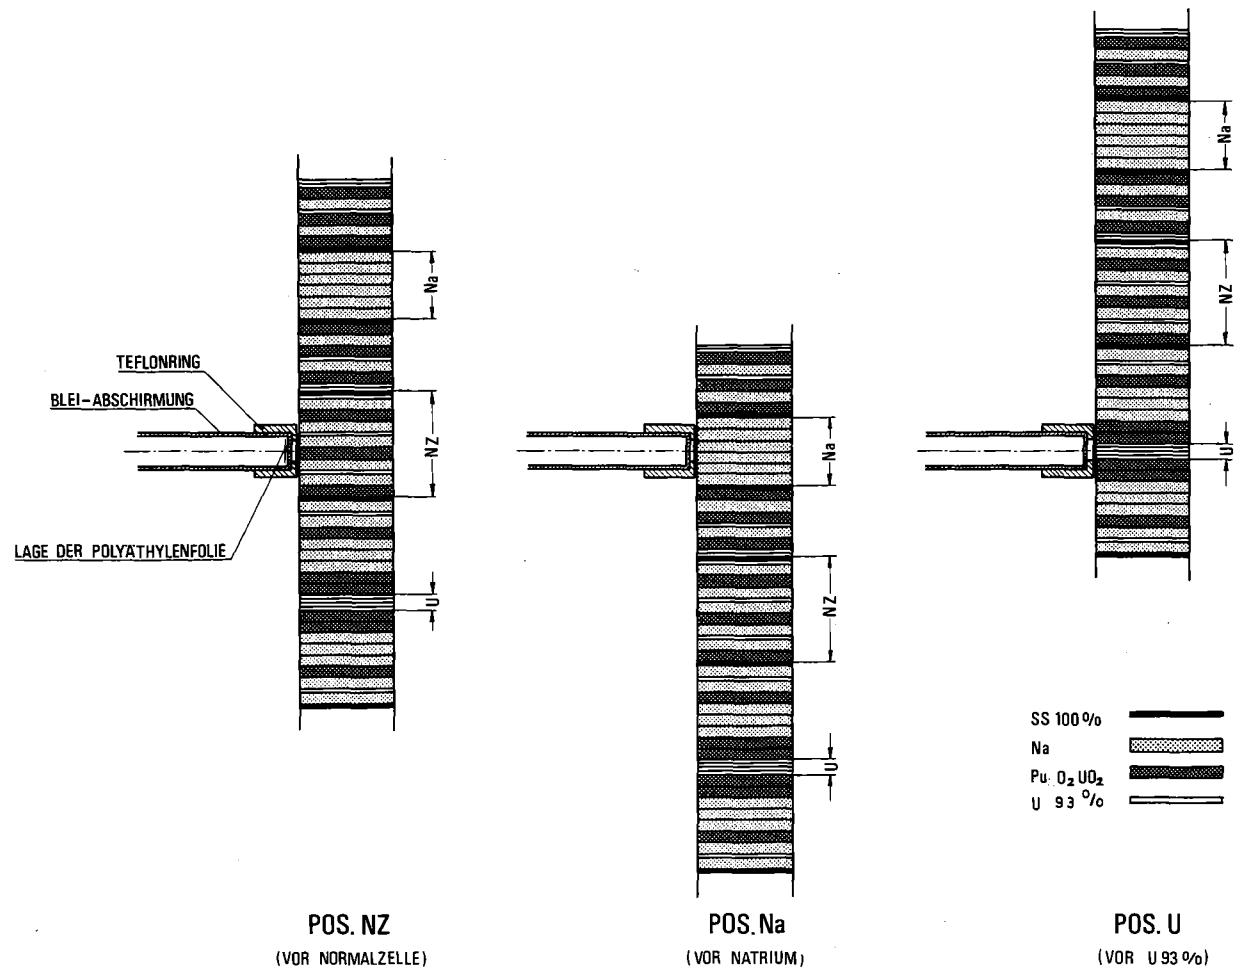 Na
NZ
U
TEFLONRING
BLEI-ABSCHIRMUNG
LAGE DER POLYÄTHYLENFOLIE
Na
NZ
U
Na
NZ
U
SS 100%
Na
Pu O₂ UO₂
U 93%
POS. NZ
(VOR NORMALZELLE)
POS. Na
(VOR NATRIUM)
POS. U
(VOR U 93%)